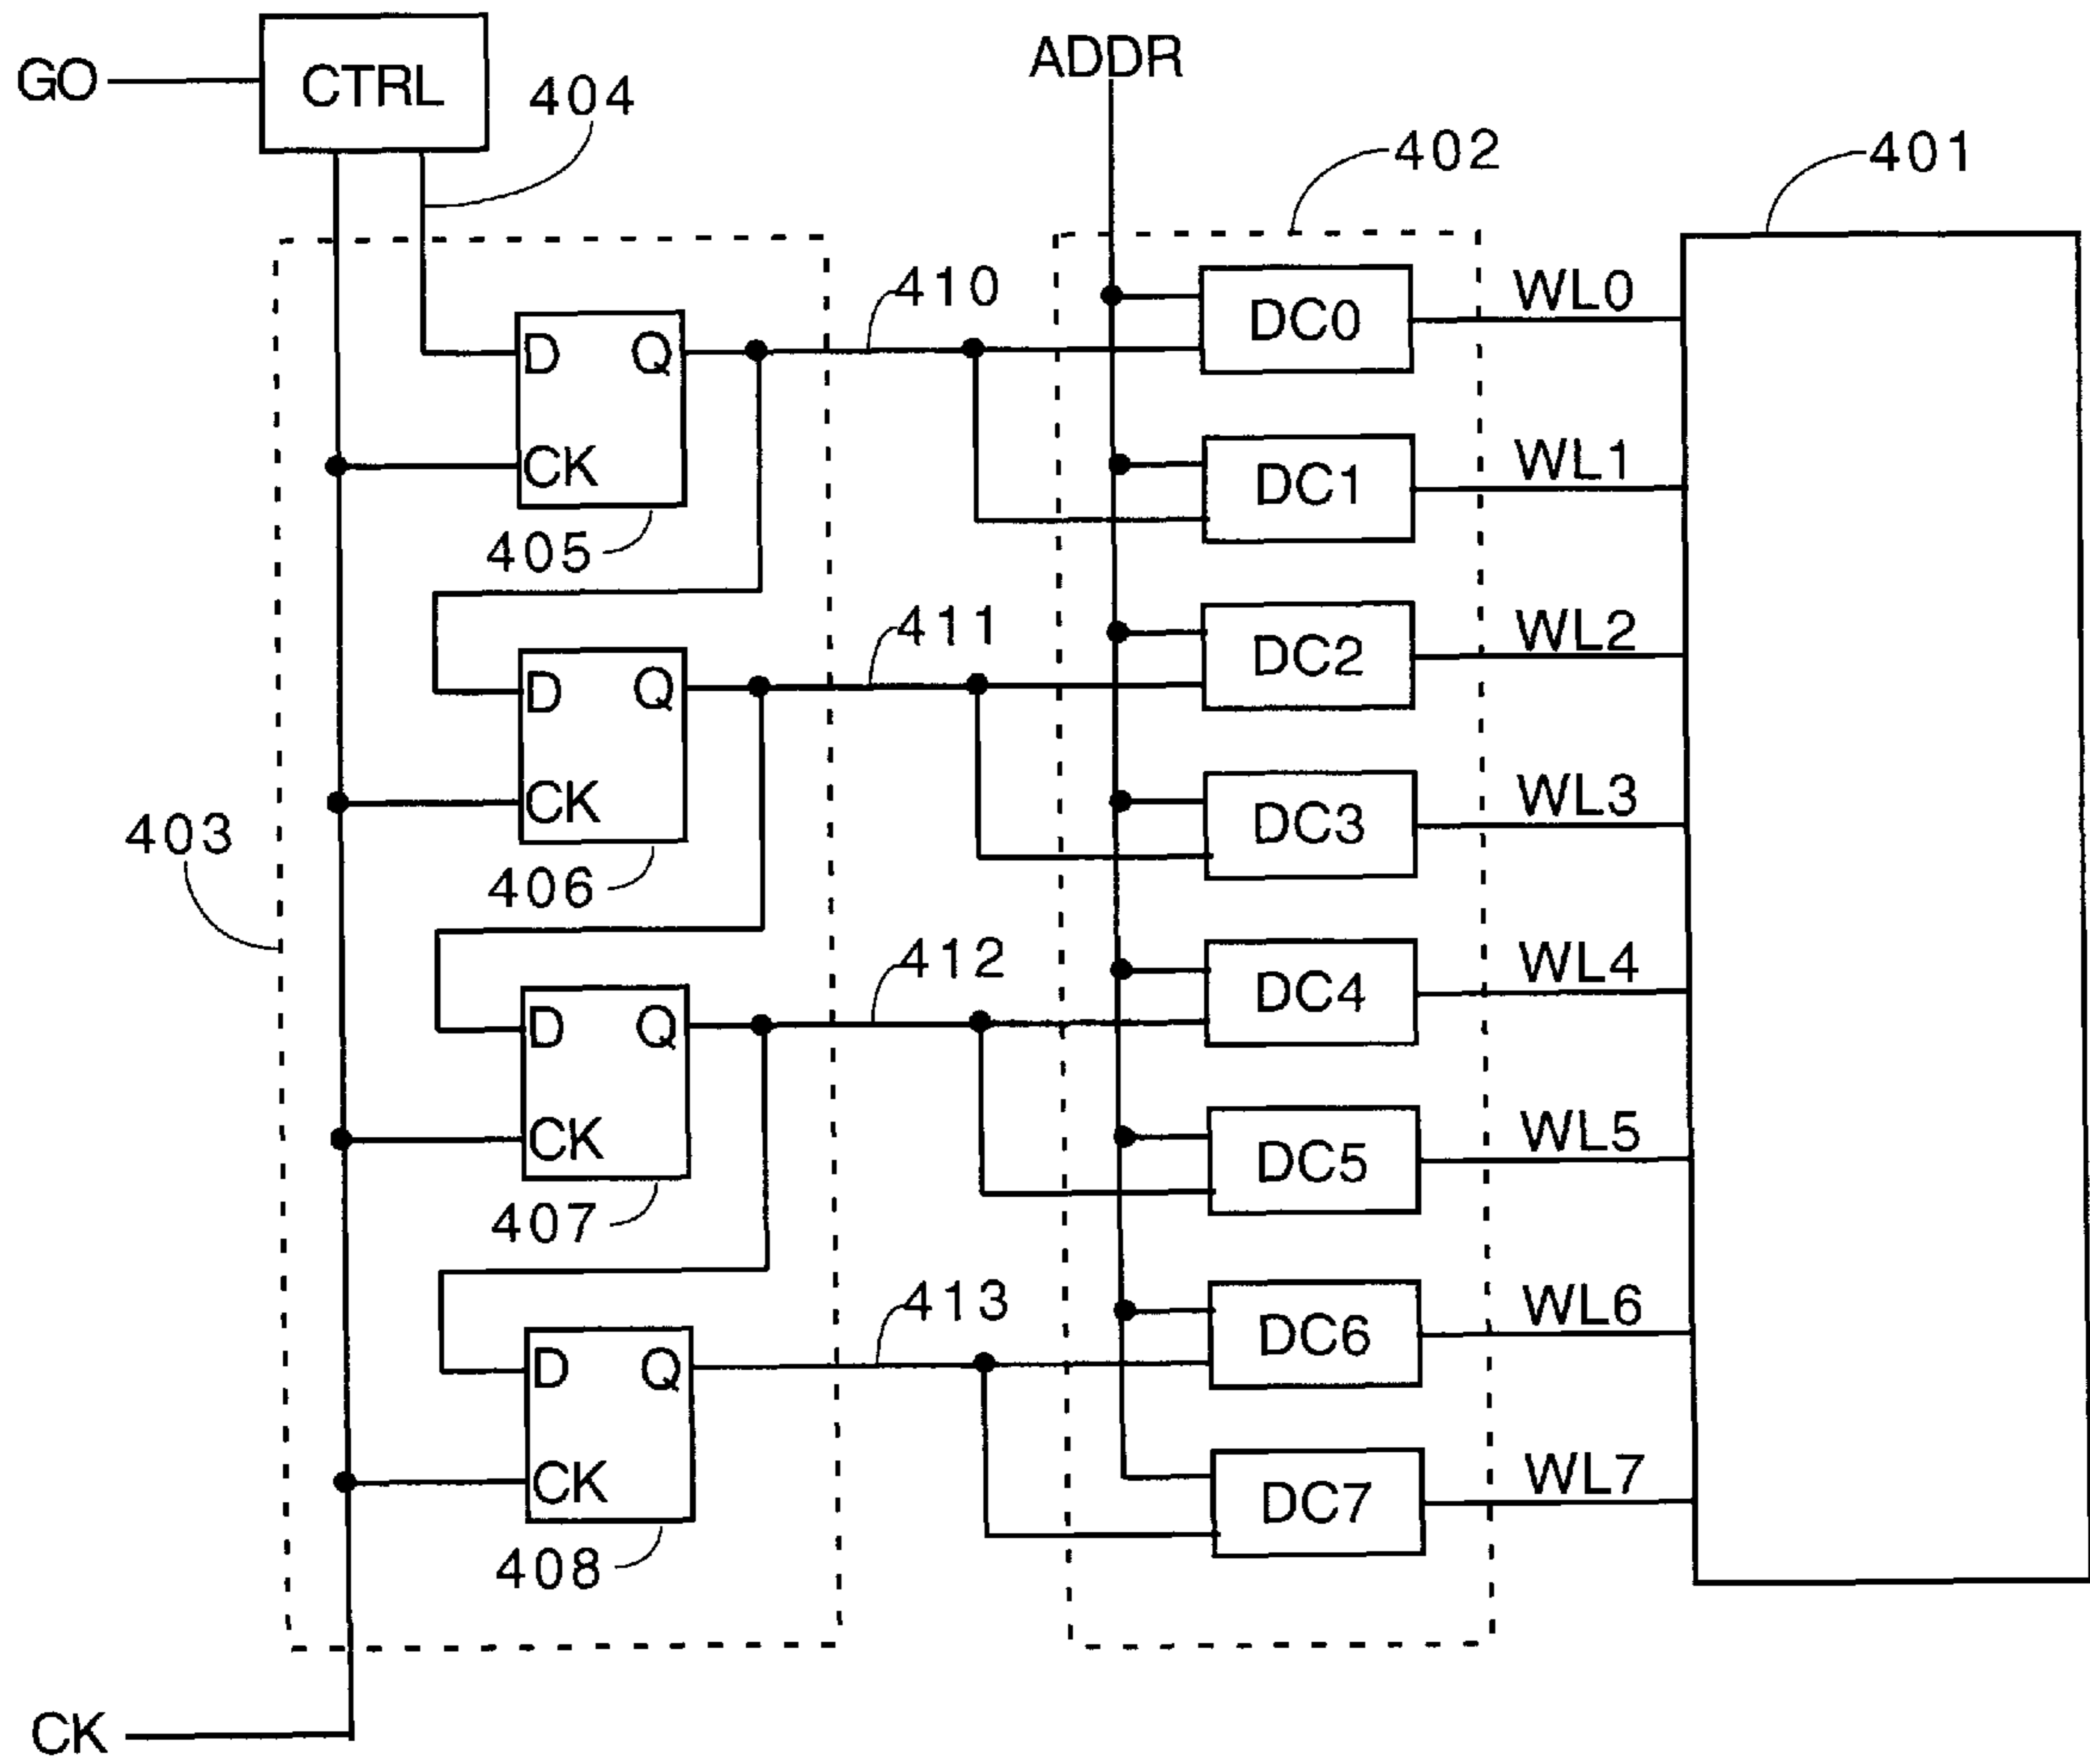 GO
CTRL
404
ADDR
402
401
410
DC0
WL0
D Q
CK
405
DC1
WL1
411
DC2
WL2
D Q
CK
406
403
DC3
WL3
412
DC4
WL4
D Q
CK
407
DC5
WL5
413
DC6
WL6
D Q
CK
408
DC7
WL7
CK